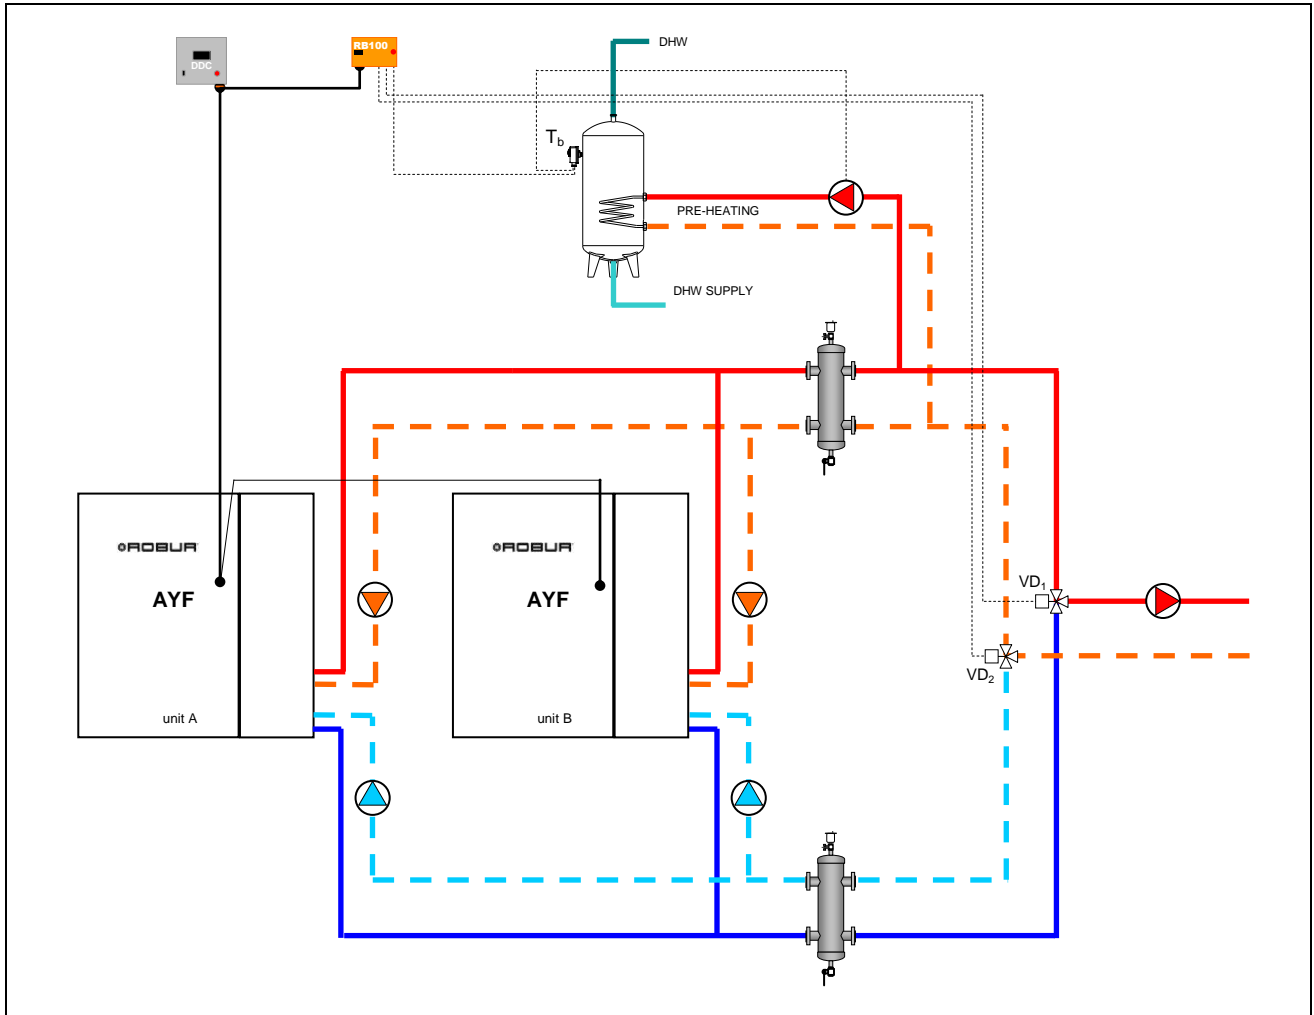 DDC
RB100
DHW
Tb
PRE-HEATING
DHW SUPPLY
ROBUR
AYF
unit A
ROBUR
AYF
unit B
VD1
VD2